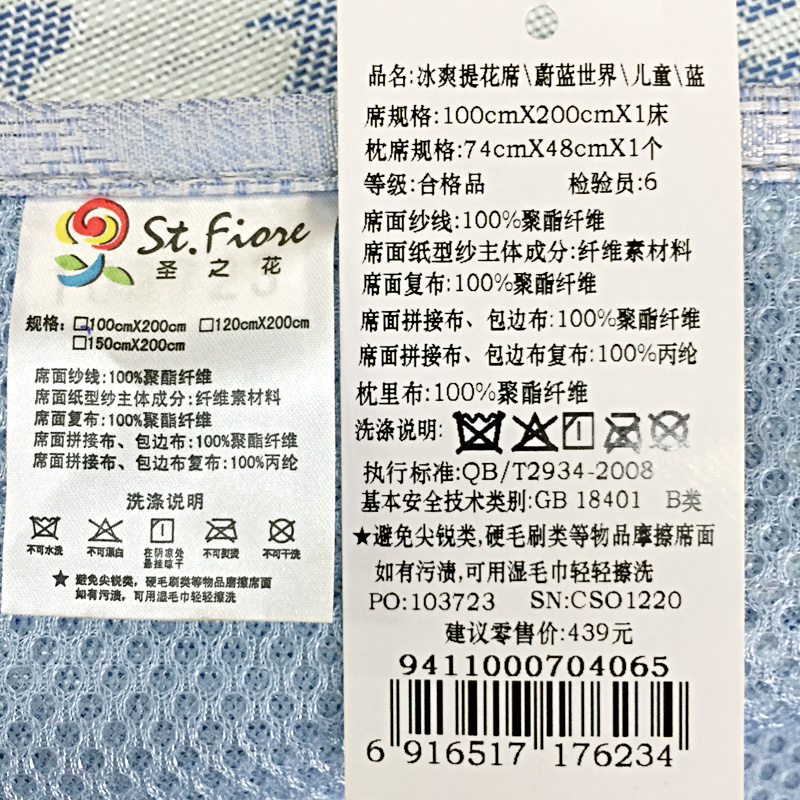 St.Fiore
圣之花
规格：☐100cmX200cm ☐120cmX200cm
☐150cmX200cm
席面纱线:100%聚酯纤维
席面纸型纱主体成分:纤维素材料
席面复布:100%聚酯纤维
席面拼接布、包边布:100%聚酯纤维
席面拼接布、包边布复布:100%丙纶
洗涤说明
不可水洗 不可漂白 在阴凉处悬挂晾干 不可熨烫 不可干洗
★避免尖锐类，硬毛刷类等物品磨擦席面
如有污渍，可用湿毛巾轻轻擦洗
品名:冰爽提花席\蔚蓝世界\儿童\蓝
席规格:100cmX200cmX1床
枕席规格:74cmX48cmX1个
等级:合格品 检验员:6
席面纱线:100%聚酯纤维
席面纸型纱主体成分:纤维素材料
席面复布:100%聚酯纤维
席面拼接布、包边布:100%聚酯纤维
席面拼接布、包边布复布:100%丙纶
枕里布:100%聚酯纤维
洗涤说明:
执行标准:QB/T2934-2008
基本安全技术类别:GB 18401 B类
★避免尖锐类,硬毛刷类等物品摩擦席面
如有污渍,可用湿毛巾轻轻擦洗
PO:103723 SN:CSO1220
建议零售价:439元
9411000704065
6 916517 176234